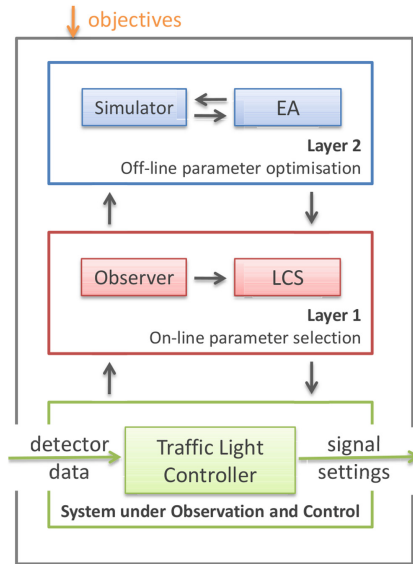 objectives
Simulator
EA
Layer 2
Off-line parameter optimisation
Observer
LCS
Layer 1
On-line parameter selection
detector
data
Traffic Light
Controller
signal
settings
System under Observation and Control